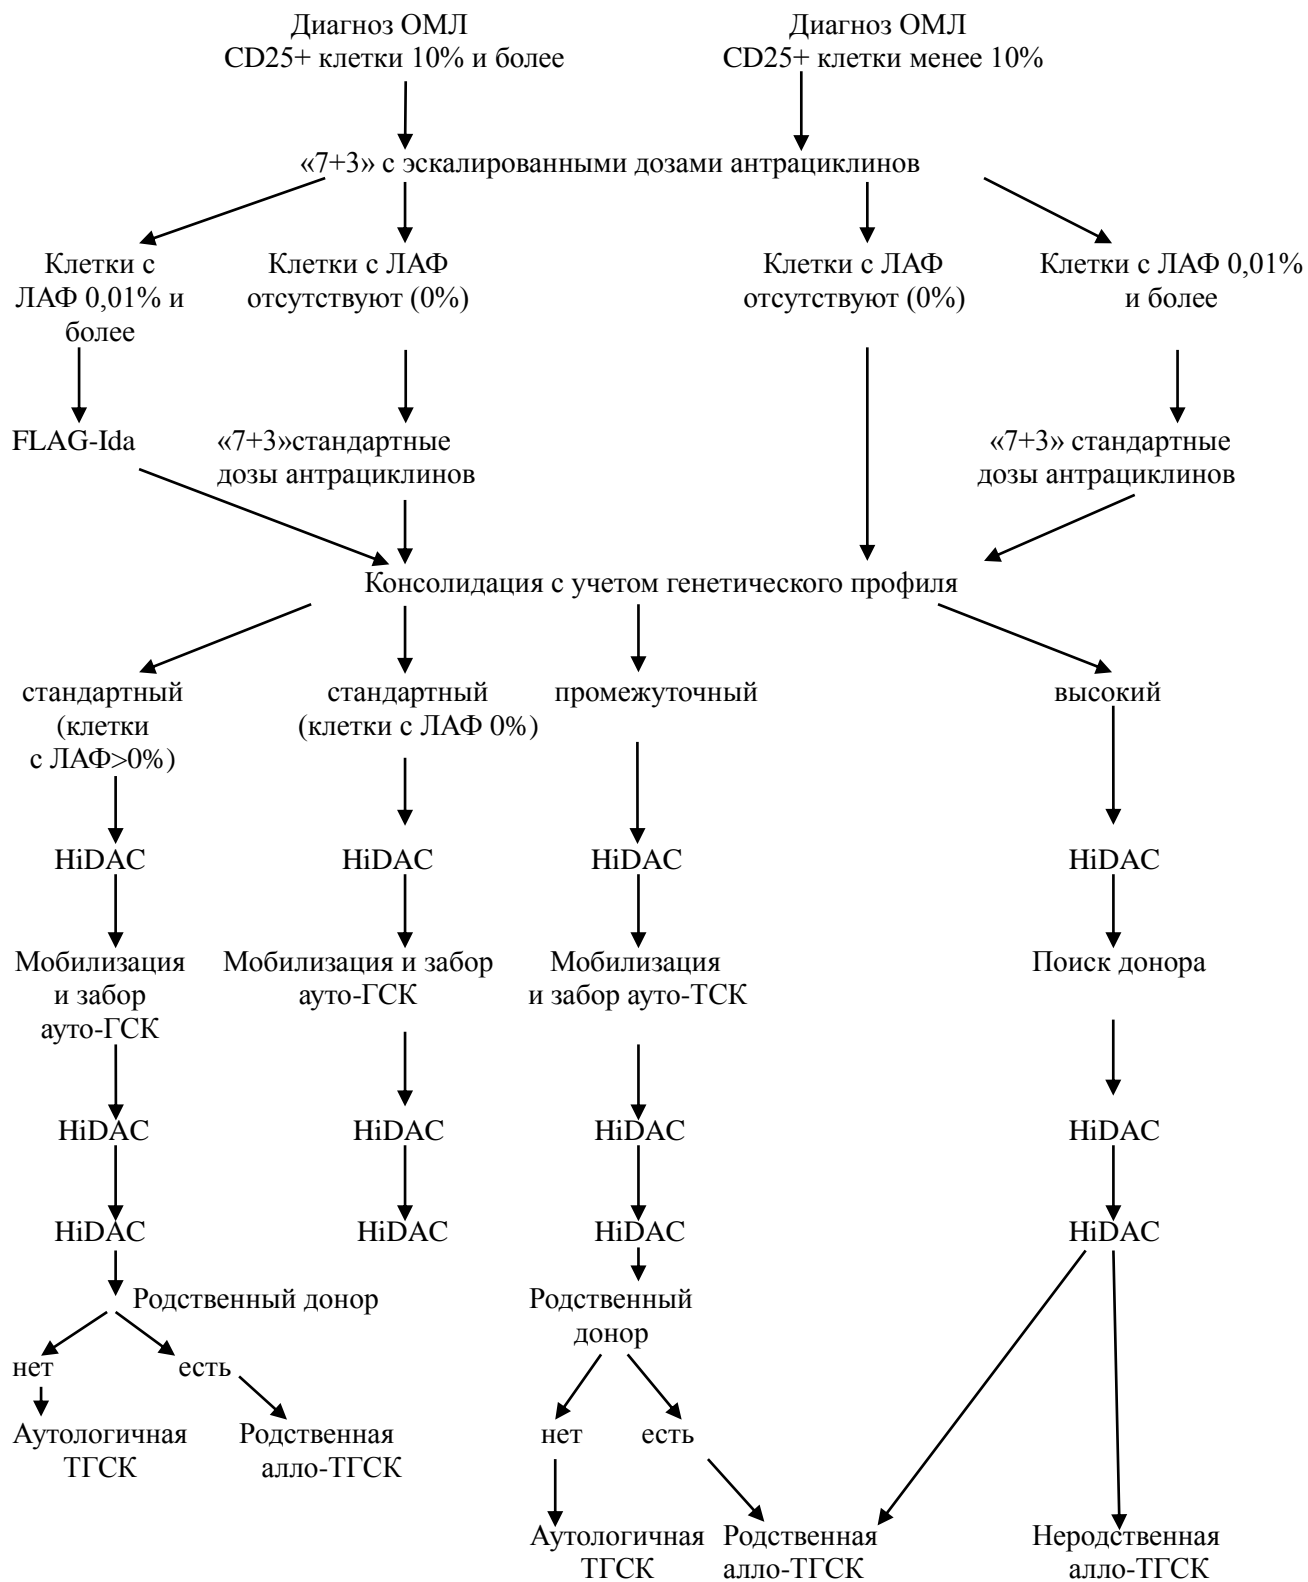 Диагноз ОМЛ
CD25+ клетки 10% и более
Диагноз ОМЛ
CD25+ клетки менее 10%
«7+3» с эскалированными дозами антрациклинов
Клетки с
ЛАФ 0,01% и
более
Клетки с ЛАФ
отсутствуют (0%)
Клетки с ЛАФ
отсутствуют (0%)
Клетки с ЛАФ 0,01%
и более
FLAG-Ida
«7+3»стандартные
дозы антрациклинов
«7+3» стандартные
дозы антрациклинов
Консолидация с учетом генетического профиля
стандартный
(клетки
с ЛАФ>0%)
стандартный
(клетки с ЛАФ 0%)
промежуточный
высокий
HiDAC
HiDAC
HiDAC
HiDAC
Мобилизация
и забор
ауто-ГСК
Мобилизация и забор
ауто-ГСК
Мобилизация
и забор ауто-ТСК
Поиск донора
HiDAC
HiDAC
HiDAC
HiDAC
HiDAC
HiDAC
HiDAC
HiDAC
Родственный донор
Родственный
донор
нет
есть
Аутологичная
ТГСК
Родственная
алло-ТГСК
нет
есть
Аутологичная
ТГСК
Родственная
алло-ТГСК
Неродственная
алло-ТГСК